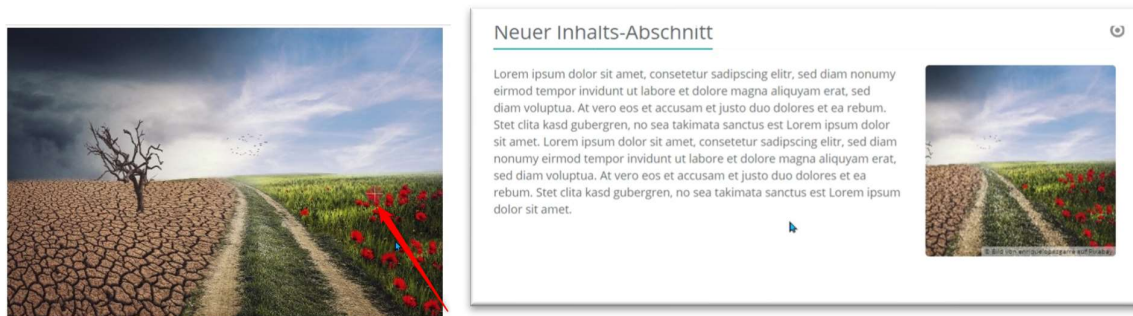 Neuer Inhalts-Abschnitt
Lorem ipsum dolor sit amet, consetetur sadipscing elitr, sed diam nonumy
eirmod tempor invidunt ut labore et dolore magna aliquyam erat, sed
diam voluptua. At vero eos et accusam et justo duo dolores et ea rebum.
Stet clita kasd gubergren, no sea takimata sanctus est Lorem ipsum dolor
sit amet. Lorem ipsum dolor sit amet, consetetur sadipscing elitr, sed diam
nonumy eirmod tempor invidunt ut labore et dolore magna aliquyam erat,
sed diam voluptua. At vero eos et accusam et justo duo dolores et ea
rebum. Stet clita kasd gubergren, no sea takimata sanctus est Lorem ipsum
dolor sit amet.
© Bild von enriquelopezgarre auf Pixabay